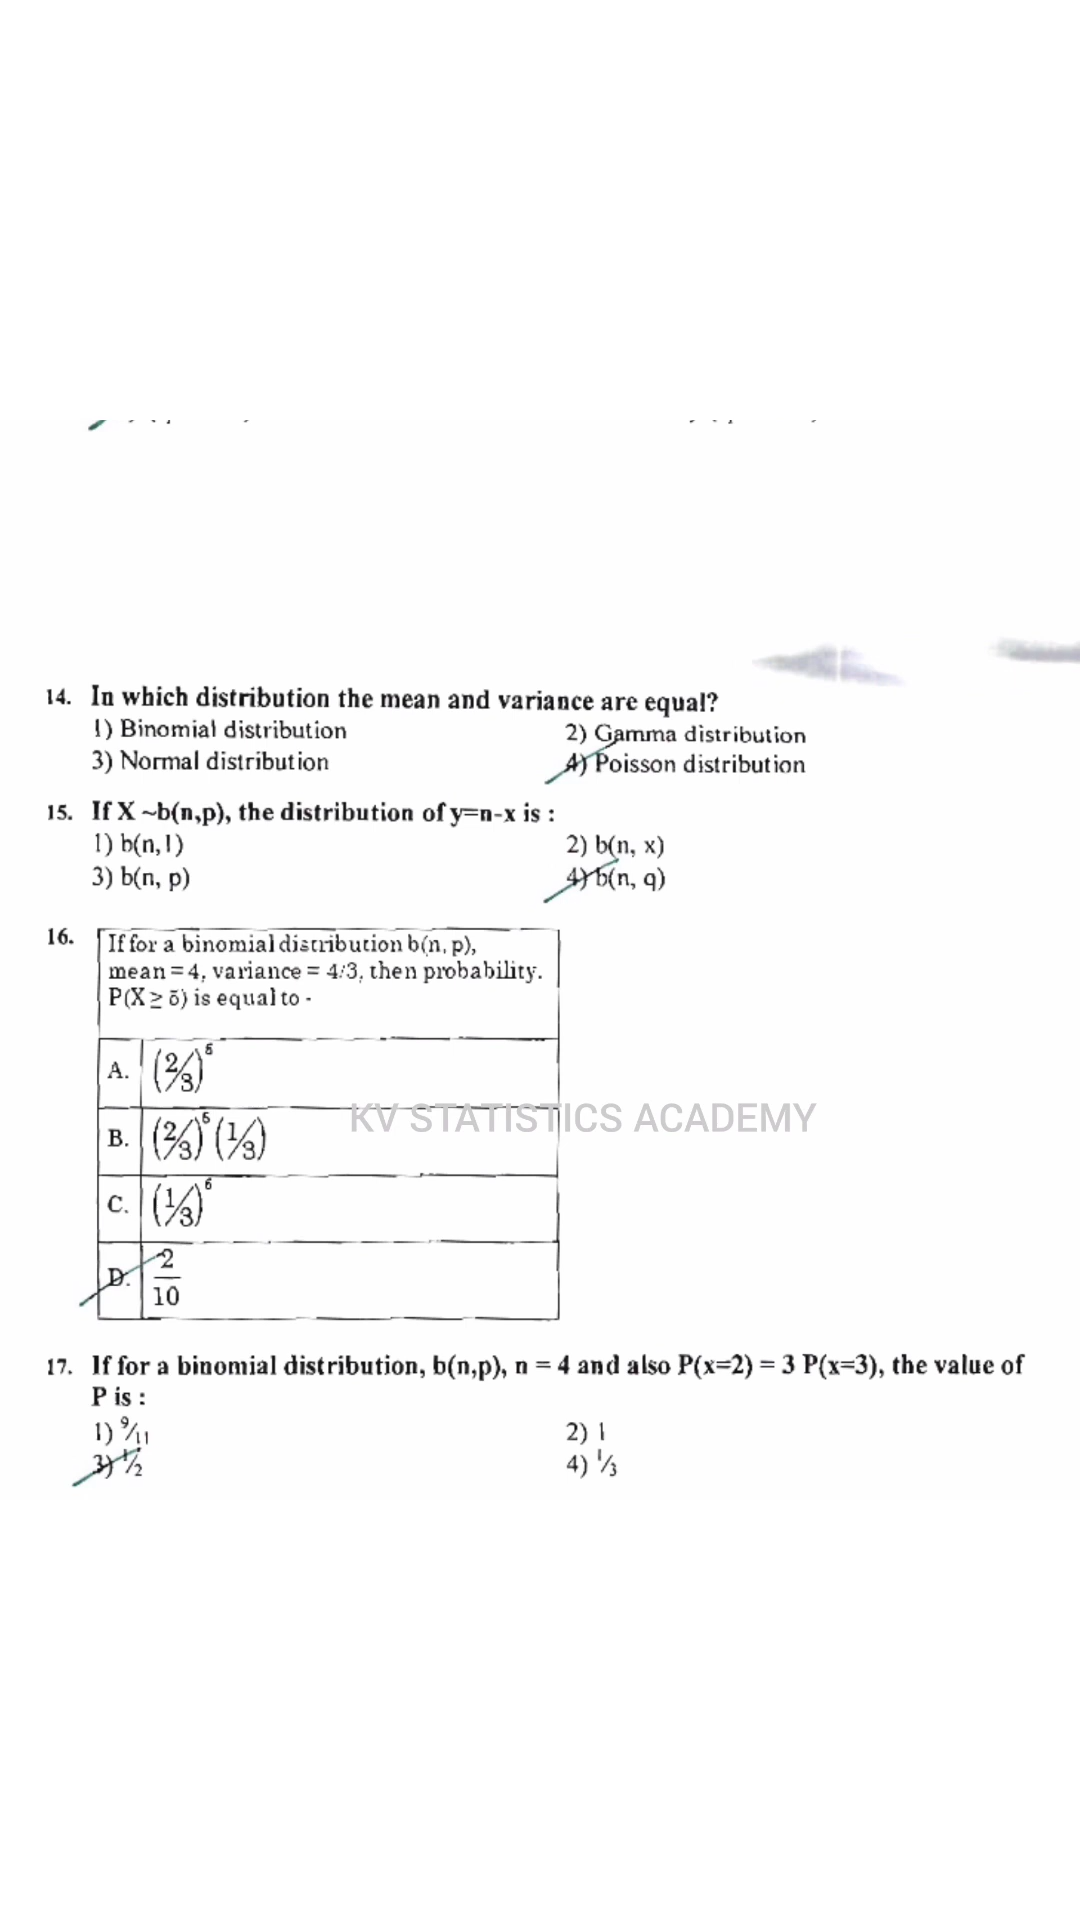 14. In which distribution the mean and variance are equal?
1) Binomial distribution 2) Gamma distribution
3) Normal distribution 4) Poisson distribution
15. If X ~b(n,p), the distribution of y=n-x is :
1) b(n,1) 2) b(n, x)
3) b(n, p) 4) b(n, q)
16. If for a binomial distribution b(n, p),
mean = 4, variance = 4/3, then probability.
P(X ≥ 5) is equal to -
A. (2/3)^6
B. (2/3)^5 (1/3)
C. (1/3)^6
D. 2/10
KV STATISTICS ACADEMY
17. If for a binomial distribution, b(n,p), n = 4 and also P(x=2) = 3 P(x=3), the value of
P is :
1) 9/11 2) 1
3) 1/2 4) 1/3